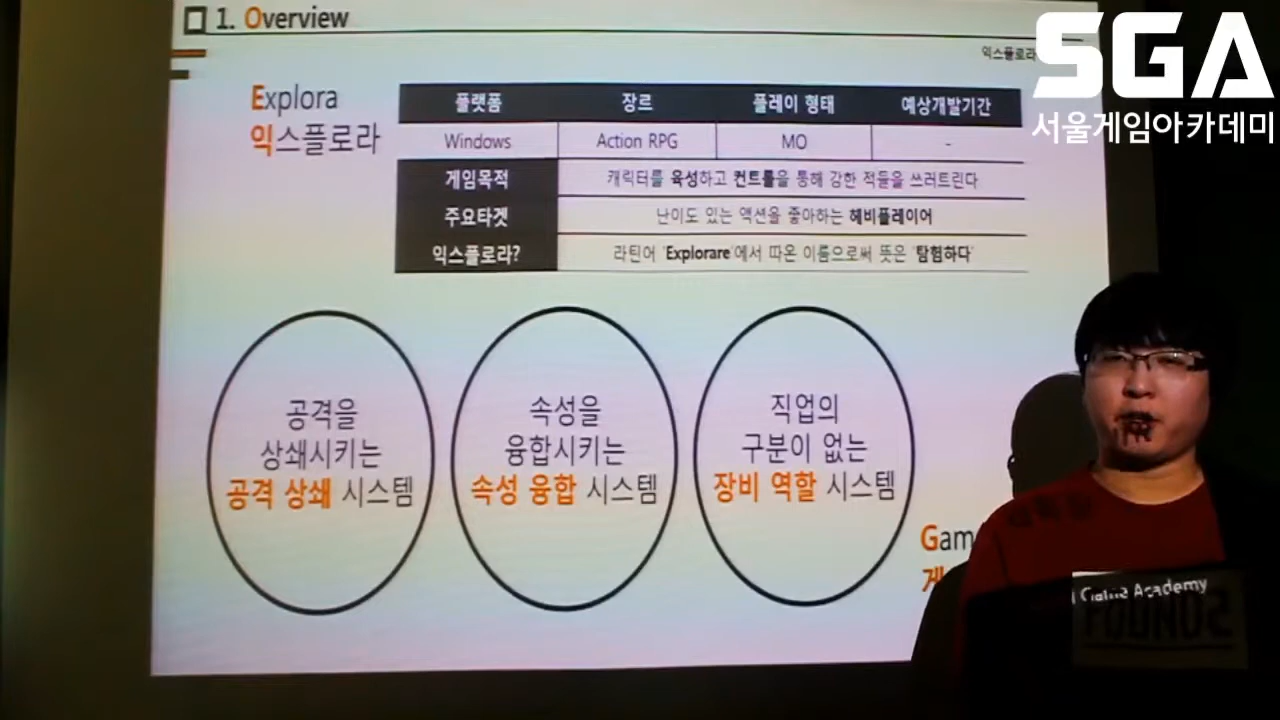 1. Overview
익스플로라
SGA
서울게임아카데미
Explora
익스플로라
플랫폼 장르 플레이 형태 예상개발기간
Windows Action RPG MO -
게임목적 캐릭터를 육성하고 컨트롤을 통해 강한 적들을 쓰러트린다
주요타겟 난이도 있는 액션을 좋아하는 헤비플레이어
익스플로라? 라틴어 'Explorare'에서 따온 이름으로써 뜻은 '탐험하다'
공격을
상쇄시키는
공격 상쇄 시스템
속성을
융합시키는
속성 융합 시스템
직업의
구분이 없는
장비 역할 시스템
Gam
게
Game Academy